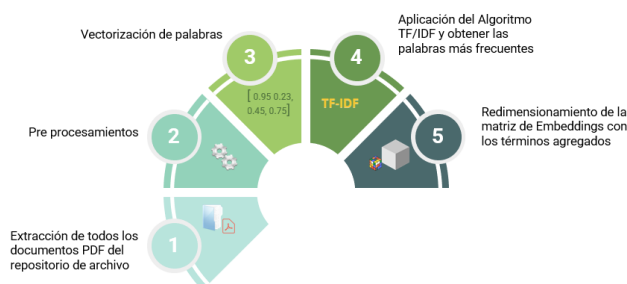 Aplicación del Algoritmo
TF/IDF y obtener las
palabras más frecuentes
Vectorización de palabras
3
4
[ 0.95 0.23,
0.45, 0.75]
TF-IDF
Pre procesamientos
2
5
Redimensionamiento de la
matriz de Embeddings con
los términos agregados
Extracción de todos los
documentos PDF del
repositorio de archivo
1